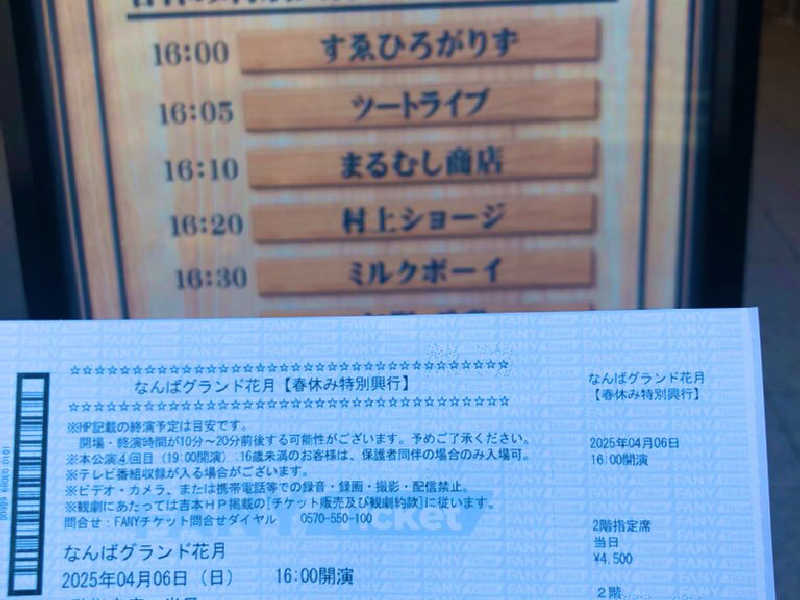 16:00 すゑひろがりず
16:05 ツートライブ
16:10 まるむし商店
16:20 村上ショージ
16:30 ミルクボーイ
☆☆☆☆☆☆☆☆☆☆☆☆☆☆☆☆☆☆☆☆☆☆☆☆☆☆☆☆☆☆☆☆☆☆
なんばグランド花月【春休み特別興行】
☆☆☆☆☆☆☆☆☆☆☆☆☆☆☆☆☆☆☆☆☆☆☆☆☆☆☆☆☆☆☆☆☆☆
※HP記載の終演予定は目安です。
開場・終演時間が10分～20分前後する可能性がございます。予めご了承ください。
※本公演4回目（19:00開演） 16歳未満のお客様は、保護者同伴の場合のみ入場可。
※テレビ番組収録が入る場合がございます。
※ビデオ・カメラ、または携帯電話等での録音・録画・撮影・配信禁止。
※観劇にあたっては吉本HP掲載の[チケット販売及び観劇約款]に従います。
問合せ：FANYチケット問合せダイヤル 0570-550-100
なんばグランド花月
2025年04月06日（日） 16:00開演
なんばグランド花月
【春休み特別興行】
2025年04月06日
16:00開演
2階指定席
当日
¥4,500
2階